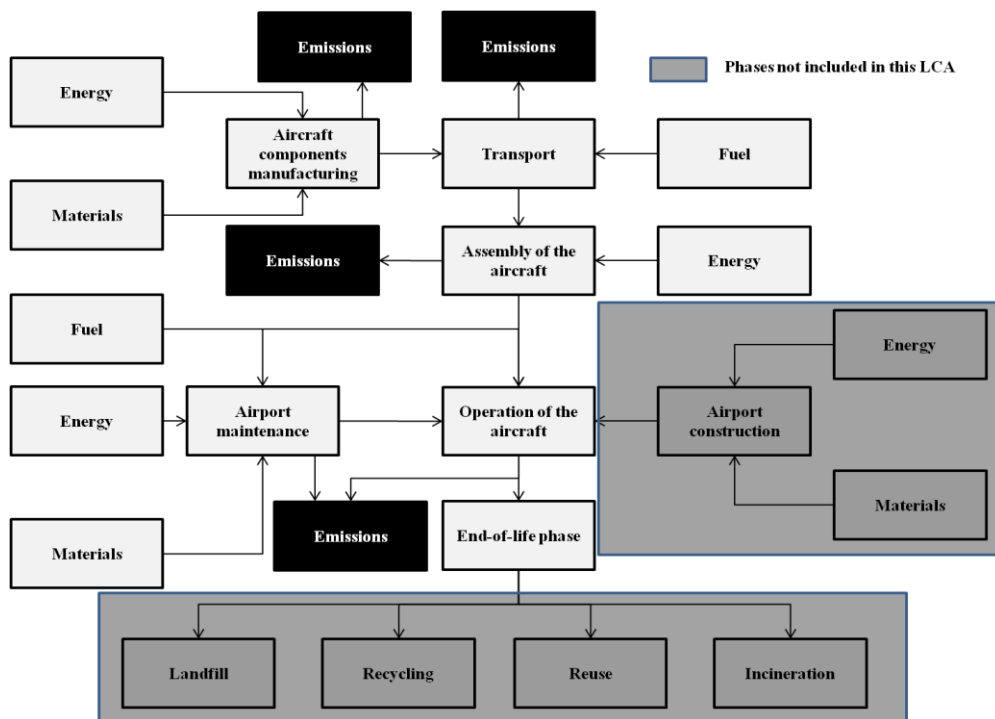 Emissions
Emissions
Phases not included in this LCA
Energy
Aircraft
components
manufacturing
Transport
Fuel
Materials
Emissions
Assembly of the
aircraft
Energy
Fuel
Energy
Energy
Airport
maintenance
Operation of the
aircraft
Airport
construction
Materials
Materials
Emissions
End-of-life phase
Landfill
Recycling
Reuse
Incineration